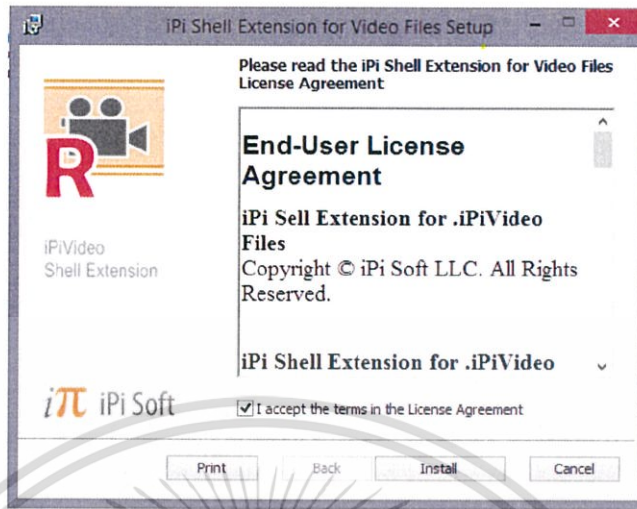 iPi Shell Extension for Video Files Setup
Please read the iPi Shell Extension for Video Files
License Agreement
End-User License
Agreement
iPi Sell Extension for .iPiVideo
Files
Copyright © iPi Soft LLC. All Rights
Reserved.
iPi Shell Extension for .iPiVideo
R
iPiVideo
Shell Extension
iπ iPi Soft
I accept the terms in the License Agreement
Print Back Install Cancel